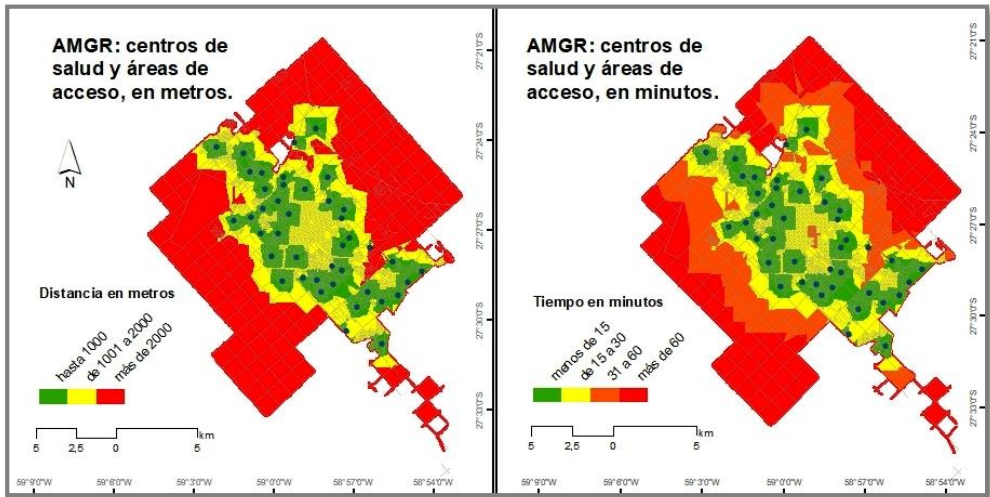 AMGR: centros de
salud y áreas de
acceso, en metros.
N
Distancia en metros
hasta 1000
de 1001 a 2000
más de 2000
5 2,5 0 5
km
27°21'0"S
27°24'0"S
27°27'0"S
27°30'0"S
27°33'0"S
59°9'0"W 59°6'0"W 59°3'0"W 59°0'0"W 58°57'0"W 58°54'0"W
AMGR: centros de
salud y áreas de
acceso, en minutos.
Tiempo en minutos
menos de 15
de 15 a 30
31 a 60
más de 60
5 2,5 0 5
km
27°21'0"S
27°24'0"S
27°27'0"S
27°30'0"S
27°33'0"S
59°9'0"W 59°6'0"W 59°3'0"W 59°0'0"W 58°57'0"W 58°54'0"W